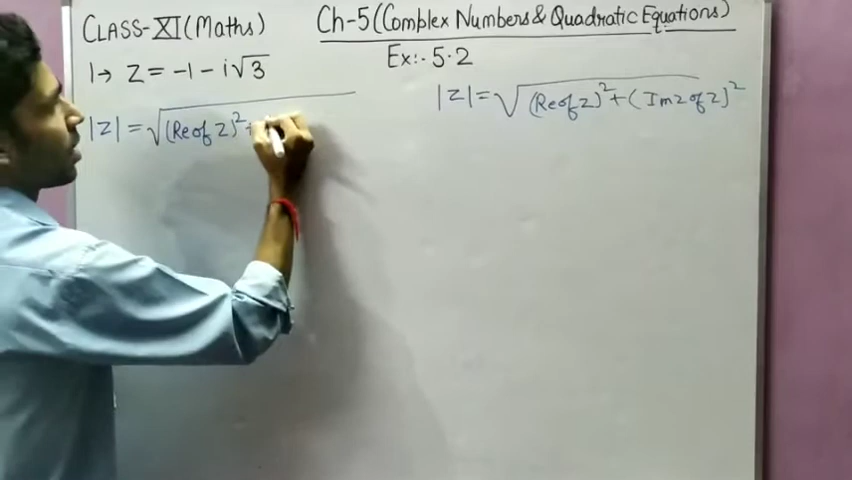 CLASS-XI (Maths)
Ch-5 (Complex Numbers & Quadratic Equations)
Ex:- 5.2
1→ Z = -1 - i√3
|Z| = √(Re of Z)² +
|Z| = √(Re of Z)² + (Imz of Z)²